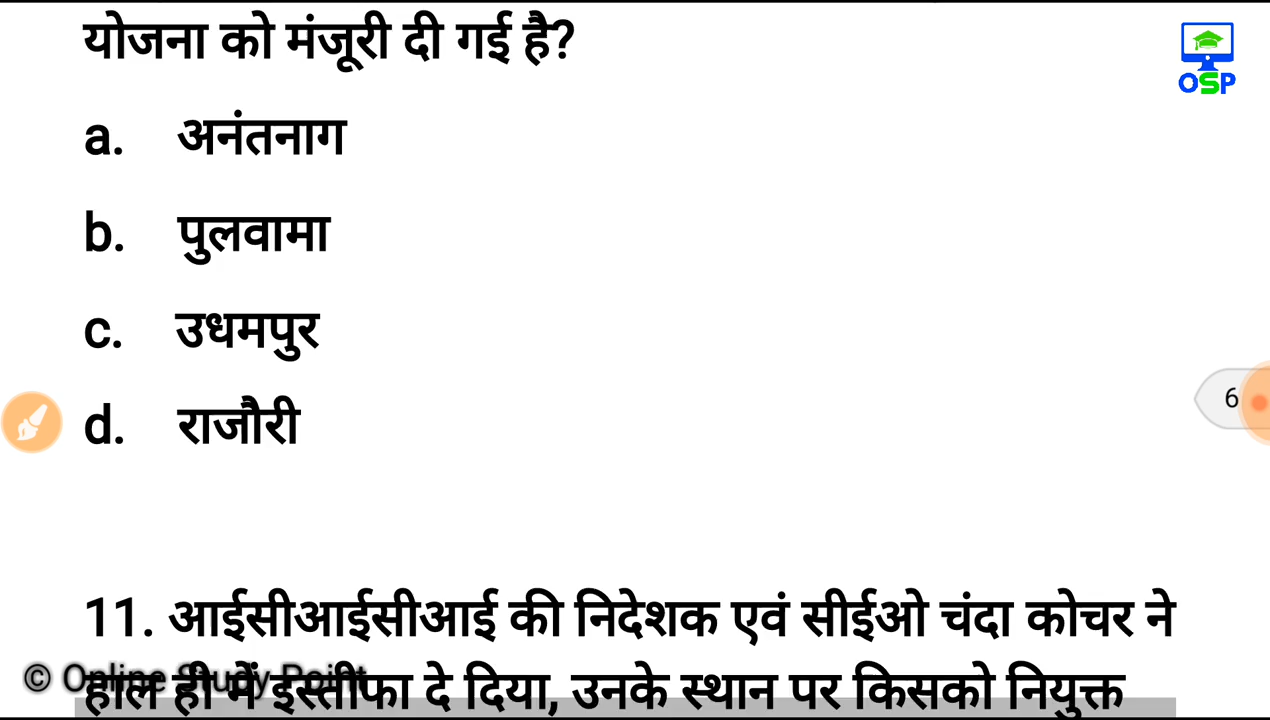 योजना को मंजूरी दी गई है?
OSP
a. अनंतनाग
b. पुलवामा
c. उधमपुर
6
d. राजौरी
11. आईसीआईसीआई की निदेशक एवं सीईओ चंदा कोचर ने
हाल ही में इस्तीफा दे दिया, उनके स्थान पर किसको नियुक्त
© Online Study Point